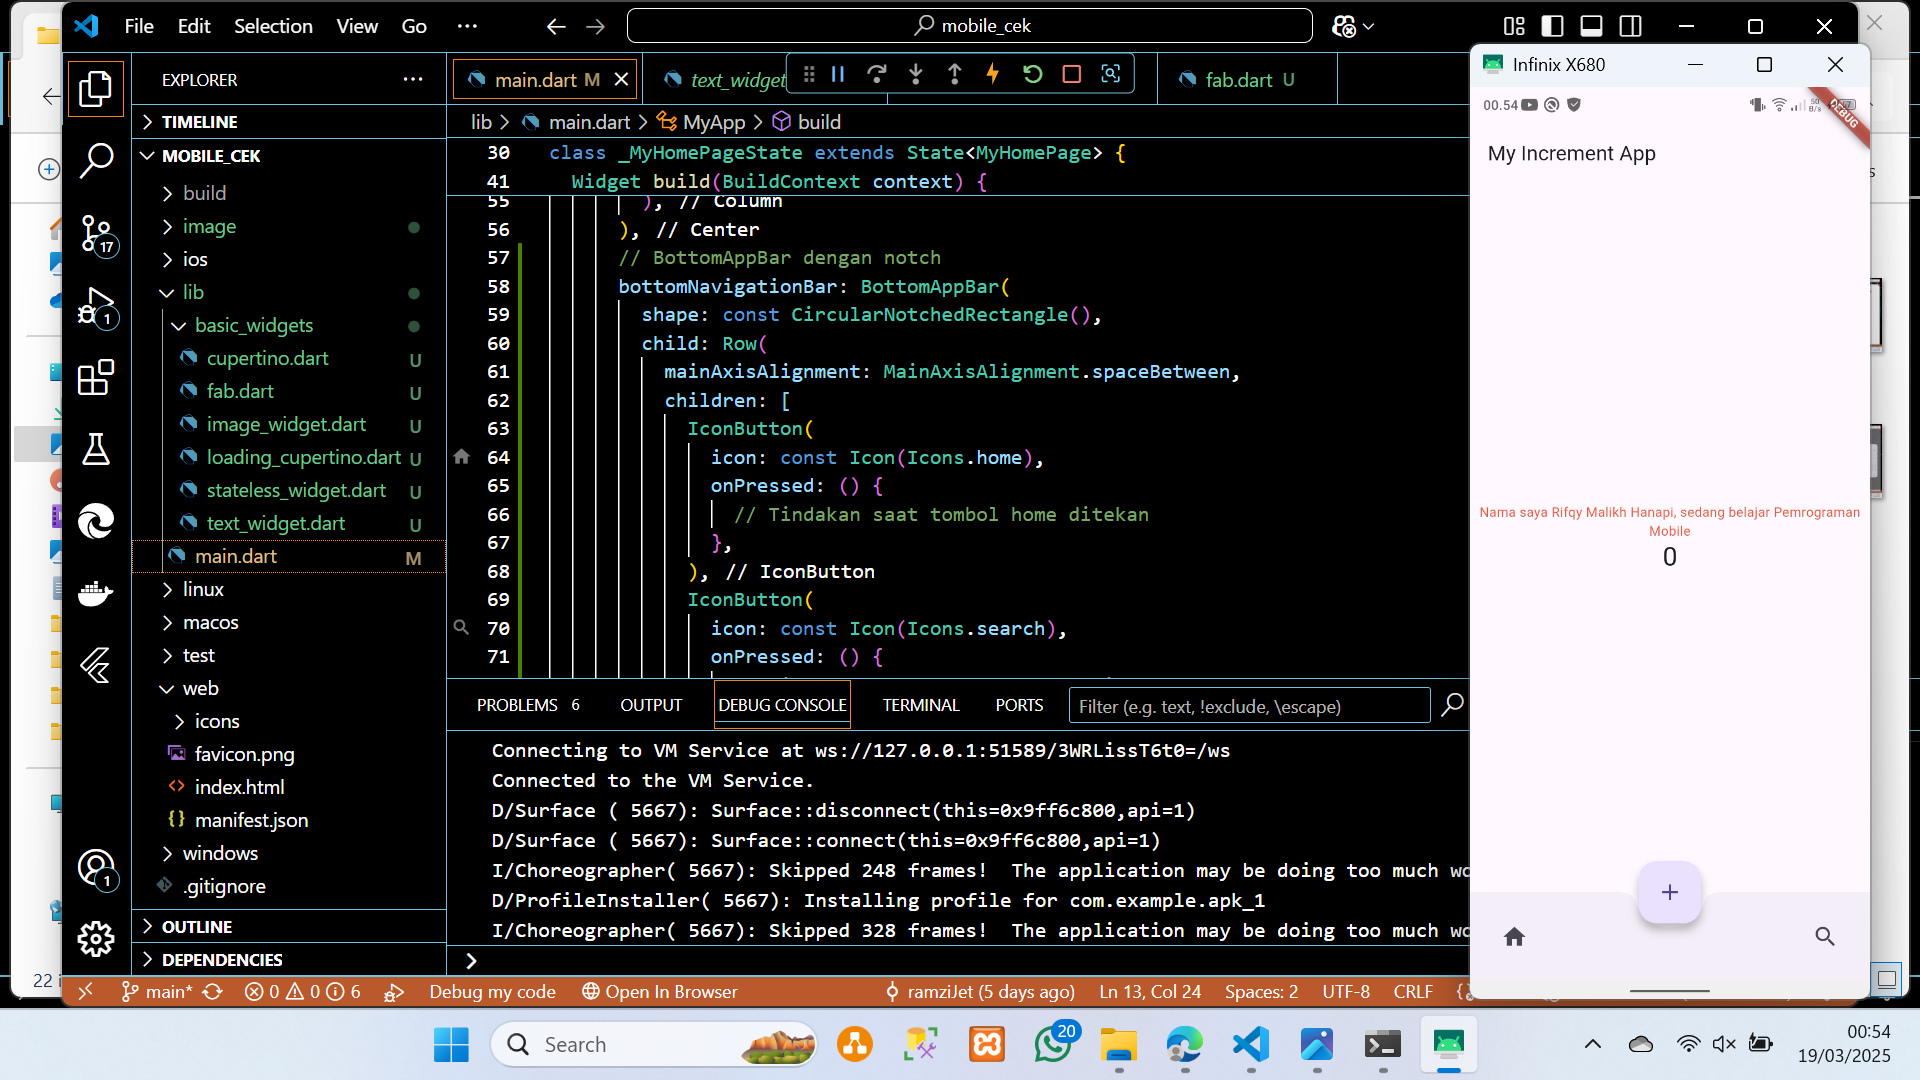 File Edit Selection View Go ···
mobile_cek
EXPLORER ···
main.dart M
text_widget
fab.dart U
TIMELINE
MOBILE_CEK
build
image
ios
lib
basic_widgets
cupertino.dart U
fab.dart U
image_widget.dart U
loading_cupertino.dart U
stateless_widget.dart U
text_widget.dart U
main.dart M
linux
macos
test
web
icons
favicon.png
index.html
manifest.json
windows
.gitignore
OUTLINE
DEPENDENCIES
17
1
1
lib > main.dart > MyApp > build
30 class _MyHomePageState extends State<MyHomePage> {
41 Widget build(BuildContext context) {
55 ), // Column
56 ), // Center
57 // BottomAppBar dengan notch
58 bottomNavigationBar: BottomAppBar(
59 shape: const CircularNotchedRectangle(),
60 child: Row(
61 mainAxisAlignment: MainAxisAlignment.spaceBetween,
62 children: [
63 IconButton(
64 icon: const Icon(Icons.home),
65 onPressed: () {
66 // Tindakan saat tombol home ditekan
67 },
68 ), // IconButton
69 IconButton(
70 icon: const Icon(Icons.search),
71 onPressed: () {
PROBLEMS 6 OUTPUT DEBUG CONSOLE TERMINAL PORTS Filter (e.g. text, !exclude, \escape)
Connecting to VM Service at ws://127.0.0.1:51589/3WRLissT6t0=/ws
Connected to the VM Service.
D/Surface ( 5667): Surface::disconnect(this=0x9ff6c800,api=1)
D/Surface ( 5667): Surface::connect(this=0x9ff6c800,api=1)
I/Choreographer( 5667): Skipped 248 frames!  The application may be doing too much wo
D/ProfileInstaller( 5667): Installing profile for com.example.apk_1
I/Choreographer( 5667): Skipped 328 frames!  The application may be doing too much wo
>
Infinix X680
00.54
DEBUG
My Increment App
Nama saya Rifqy Malikh Hanapi, sedang belajar Pemrograman
Mobile
0
+
22
main* 0 0 6 Debug my code Open In Browser ramziJet (5 days ago) Ln 13, Col 24 Spaces: 2 UTF-8 CRLF
Search
20
00:54
19/03/2025